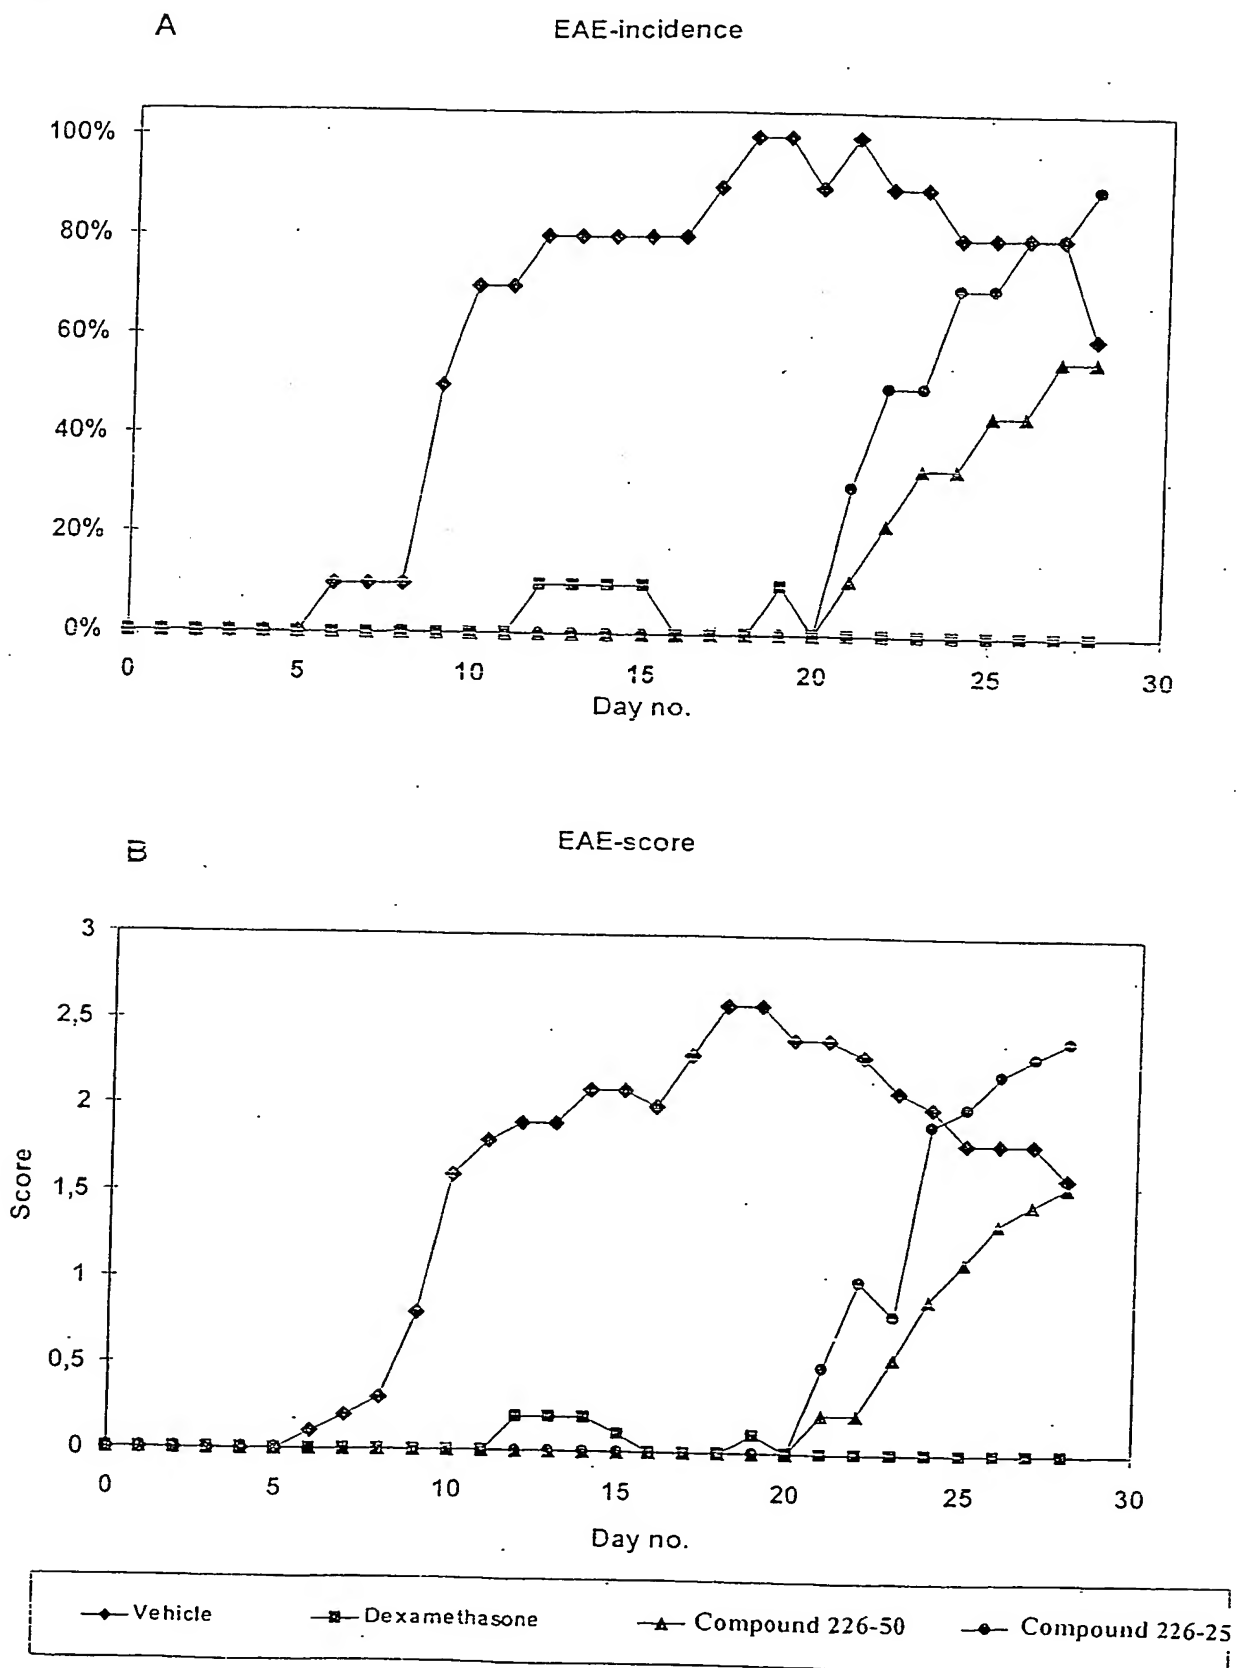 A
EAE-incidence
100%
80%
60%
40%
20%
0%
0 5 10 15 20 25 30
Day no.
B
EAE-score
3
2,5
2
1,5
1
0,5
0
Score
0 5 10 15 20 25 30
Day no.
Vehicle Dexamethasone Compound 226-50 Compound 226-25